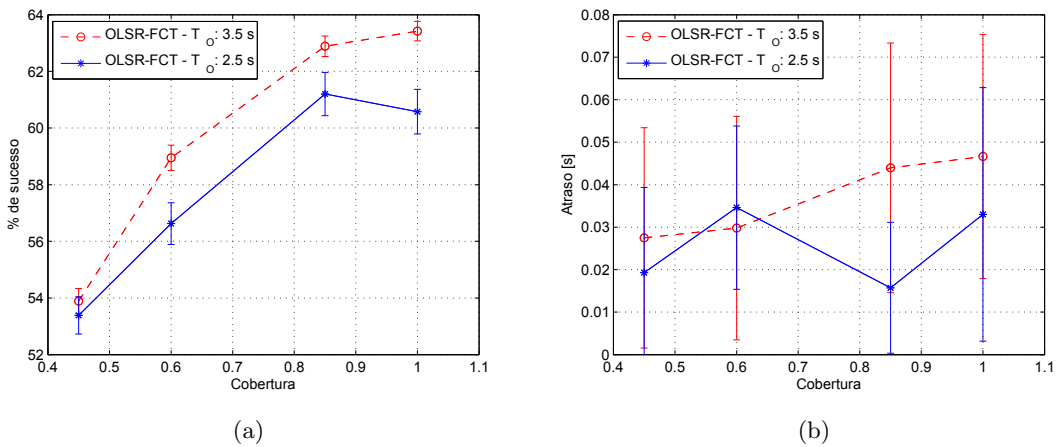 64
62
60
58
56
54
52
% de sucesso
OLSR-FCT - T O: 3.5 s
OLSR-FCT - T O: 2.5 s
0.4 0.5 0.6 0.7 0.8 0.9 1 1.1
Cobertura
(a)
0.08
0.07
0.06
0.05
0.04
0.03
0.02
0.01
0
Atraso [s]
OLSR-FCT - T O: 3.5 s
OLSR-FCT - T O: 2.5 s
0.4 0.5 0.6 0.7 0.8 0.9 1 1.1
Cobertura
(b)